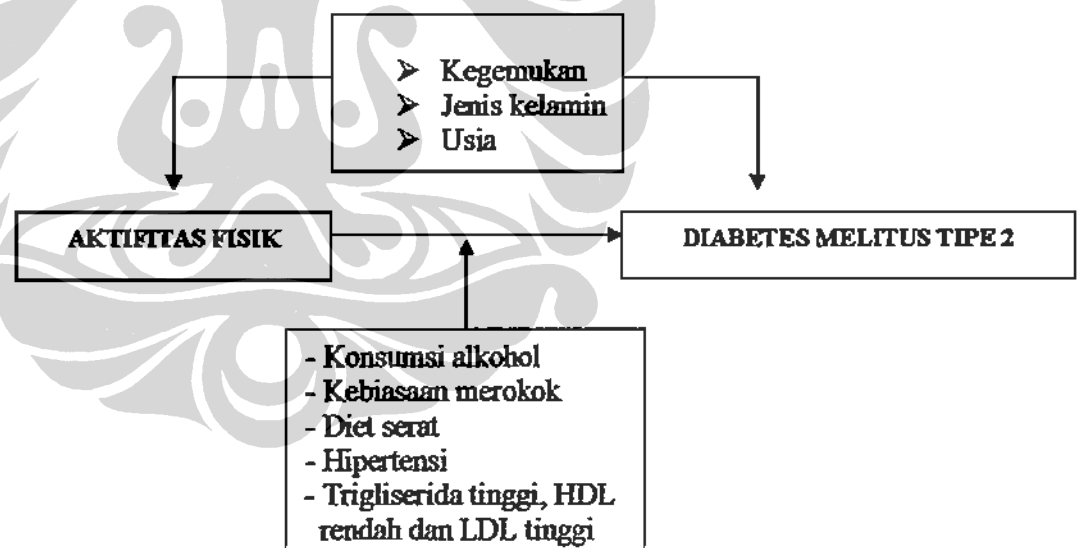 ➢ Kegemukan
➢ Jenis kelamin
➢ Usia
AKTIFITAS FISIK
DIABETES MELITUS TIPE 2
- Konsumsi alkohol
- Kebiasaan merokok
- Diet serat
- Hipertensi
- Trigliserida tinggi, HDL
rendah dan LDL tinggi